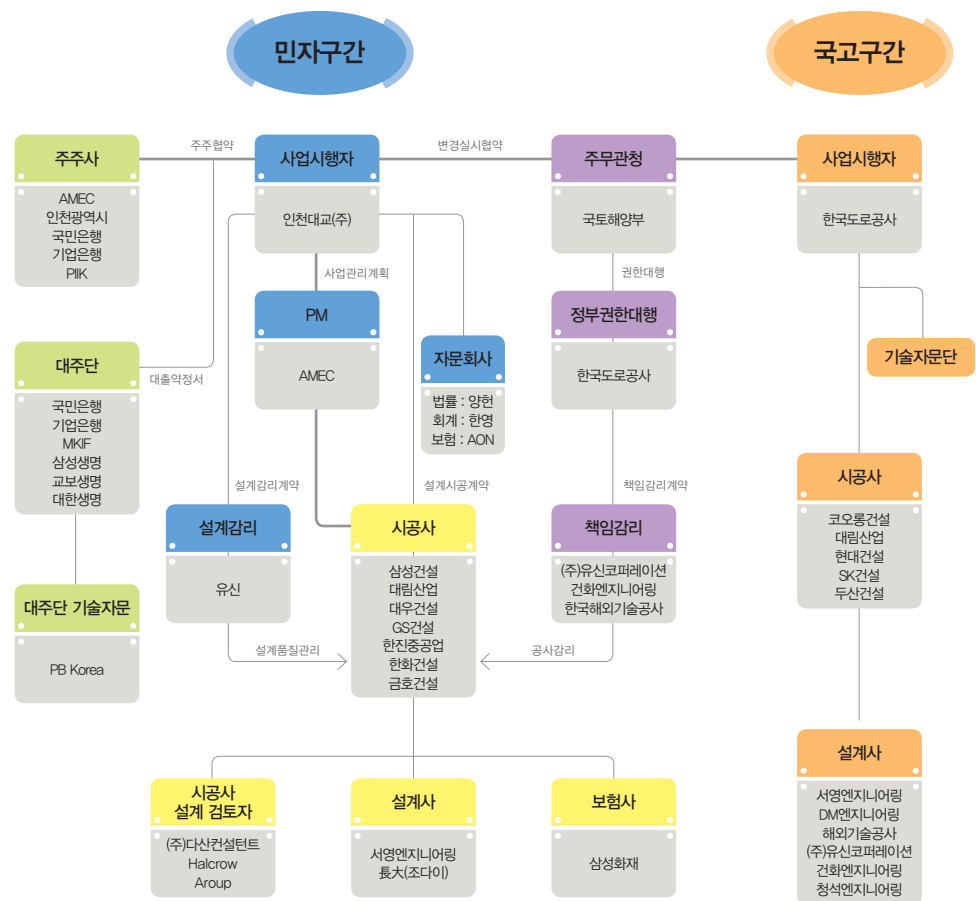 민자구간
국고구간
주주사
주주협약
사업시행자
변경실시협약
주무관청
사업시행자
AMEC
인천광역시
국민은행
기업은행
PIIK
인천대교(주)
국토해양부
한국도로공사
사업관리계획
권한대행
PM
정부권한대행
AMEC
한국도로공사
자문회사
법률 : 양헌
회계 : 한영
보험 : AON
기술자문단
대주단
대출약정서
국민은행
기업은행
MKIF
삼성생명
교보생명
대한생명
설계감리계약
설계시공계약
책임감리계약
시공사
코오롱건설
대림산업
현대건설
SK건설
두산건설
설계감리
유신
시공사
삼성건설
대림산업
대우건설
GS건설
한진중공업
한화건설
금호건설
책임감리
(주)유신코퍼레이션
건화엔지니어링
한국해외기술공사
대주단 기술자문
PB Korea
설계품질관리
공사감리
시공사
설계 검토자
(주)다산컨설턴트
Halcrow
Aroup
설계사
서영엔지니어링
長大(조다이)
보험사
삼성화재
설계사
서영엔지니어링
DM엔지니어링
해외기술공사
(주)유신코퍼레이션
건화엔지니어링
청석엔지니어링